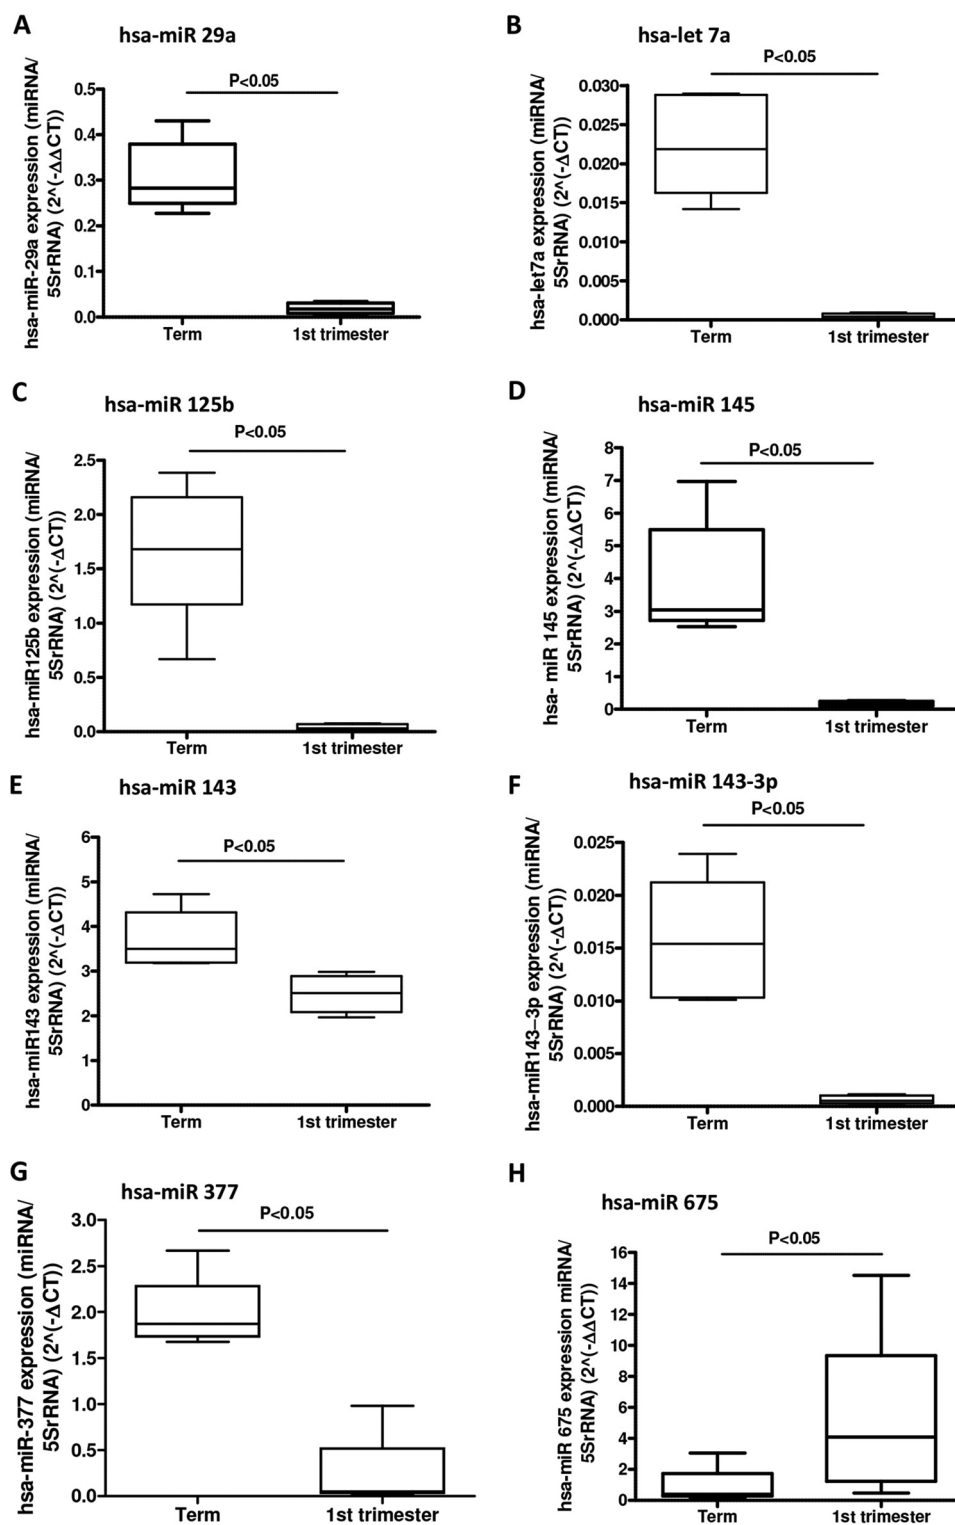 A
hsa-miR 29a
P<0.05
hsa-miR-29a expression (miRNA/
5SrRNA) (2^(-ΔΔCT))
0.5
0.4
0.3
0.2
0.1
0.0
Term
1st trimester
B
hsa-let 7a
P<0.05
hsa-let7a expression (miRNA/
5SrRNA) (2^(-ΔCT))
0.030
0.025
0.020
0.015
0.010
0.005
0.000
Term
1st trimester
C
hsa-miR 125b
P<0.05
hsa-miR125b expression (miRNA/
5SrRNA) (2^(-ΔCT))
2.5
2.0
1.5
1.0
0.5
0.0
Term
1st trimester
D
hsa-miR 145
P<0.05
hsa- miR 145 expression (miRNA/
5SrRNA) (2^(-ΔΔCT))
8
7
6
5
4
3
2
1
0
Term
1st trimester
E
hsa-miR 143
P<0.05
hsa-miR143 expression (miRNA/
5SrRNA) (2^(-ΔCT))
6
5
4
3
2
1
0
Term
1st trimester
F
hsa-miR 143-3p
P<0.05
hsa-miR143–3p expression (miRNA/
5SrRNA) (2^(-ΔCT))
0.025
0.020
0.015
0.010
0.005
0.000
Term
1st trimester
G
hsa-miR 377
P<0.05
hsa-miR-377 expression (miRNA/
5SrRNA) (2^(-ΔCT))
3.0
2.5
2.0
1.5
1.0
0.5
0.0
Term
1st trimester
H
hsa-miR 675
P<0.05
hsa-miR 675 expression miRNA/
5SrRNA) (2^(-ΔΔCT))
16
14
12
10
8
6
4
2
0
Term
1st trimester